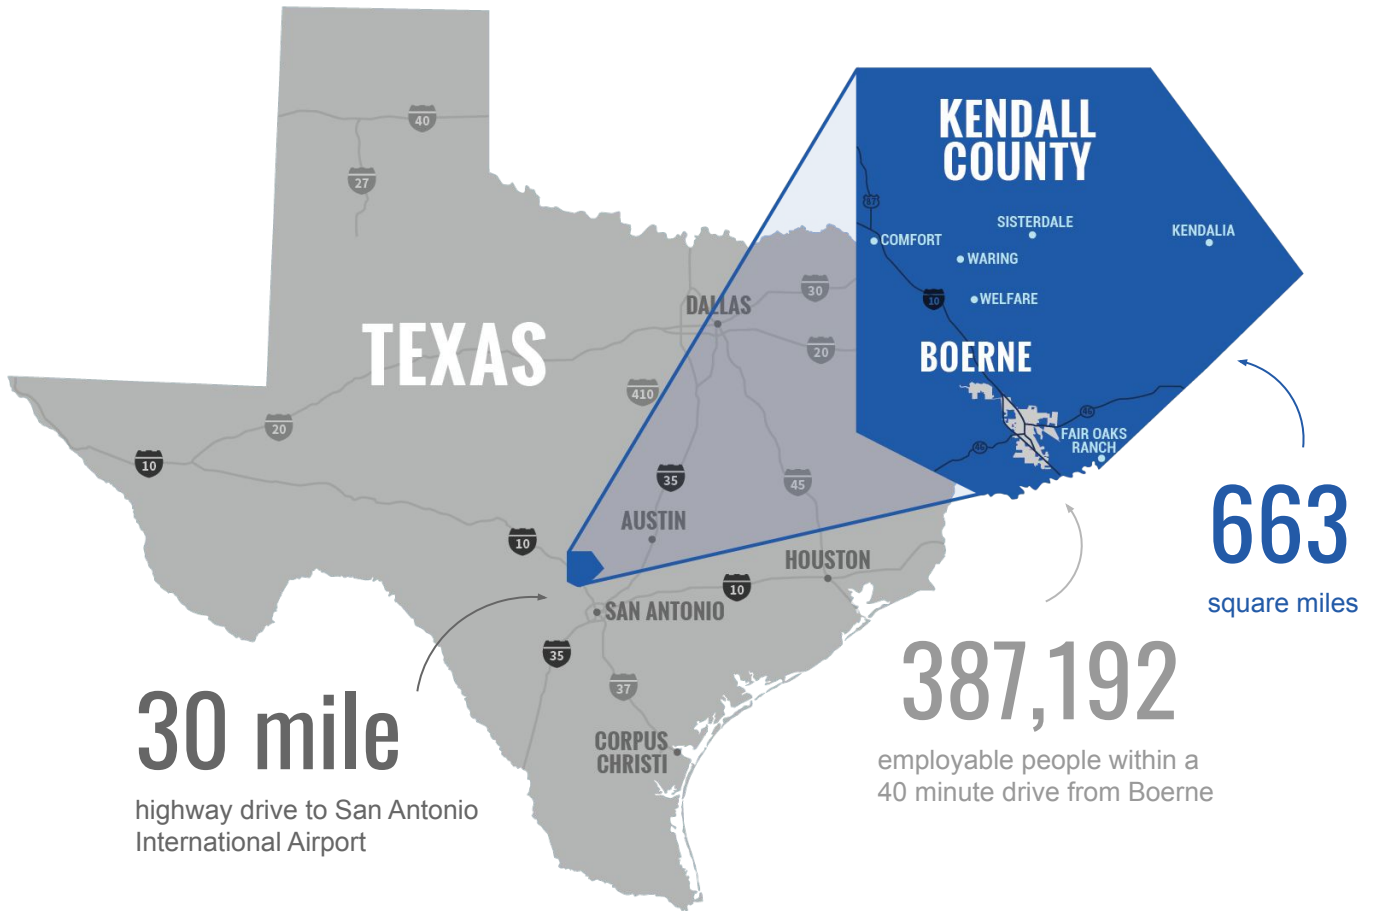 KENDALL
COUNTY
40
27
87
SISTERDALE
KENDALIA
COMFORT
WARING
30
10
WELFARE
DALLAS
TEXAS
20
BOERNE
410
46
20
FAIR OAKS
RANCH
46
10
35
45
AUSTIN
10
HOUSTON
10
SAN ANTONIO
35
37
CORPUS
CHRISTI
663
square miles
387,192
employable people within a
40 minute drive from Boerne
30 mile
highway drive to San Antonio
International Airport